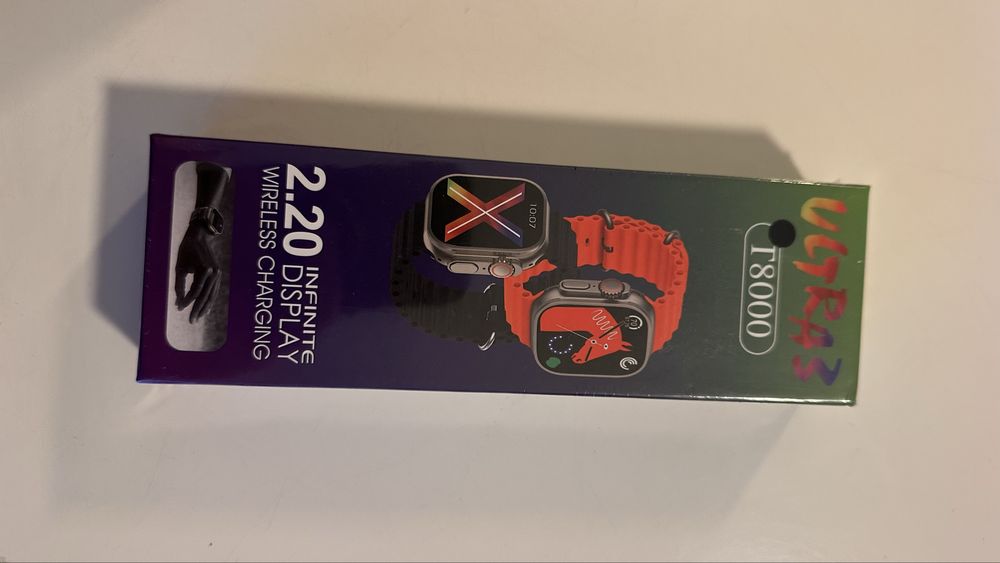 ULTRA3
T8000
10:07
2.20 INFINITE
DISPLAY
WIRELESS CHARGING